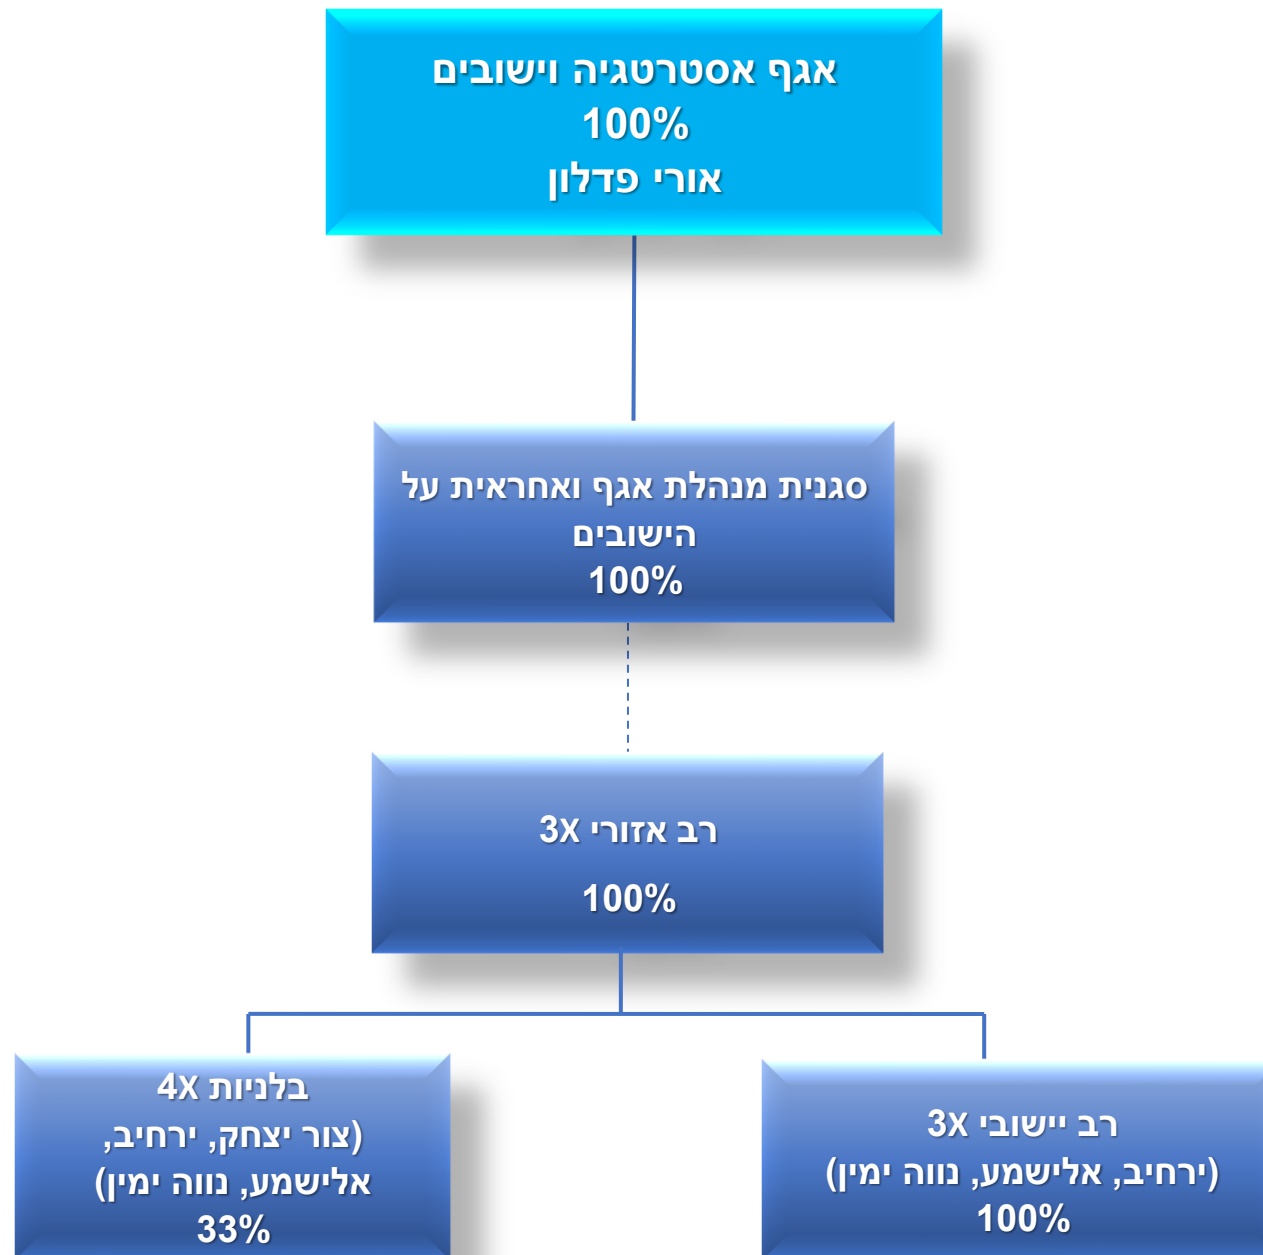 אגף אסטרטגיה וישובים
100%
אורי פדלון
סגנית מנהלת אגף ואחראית על
הישובים
100%
רב אזורי 3X
100%
רב יישובי 3X
(ירחיב, אלישמע, נווה ימין)
100%
בלניות 4X
(צור יצחק, ירחיב,
אלישמע, נווה ימין)
33%